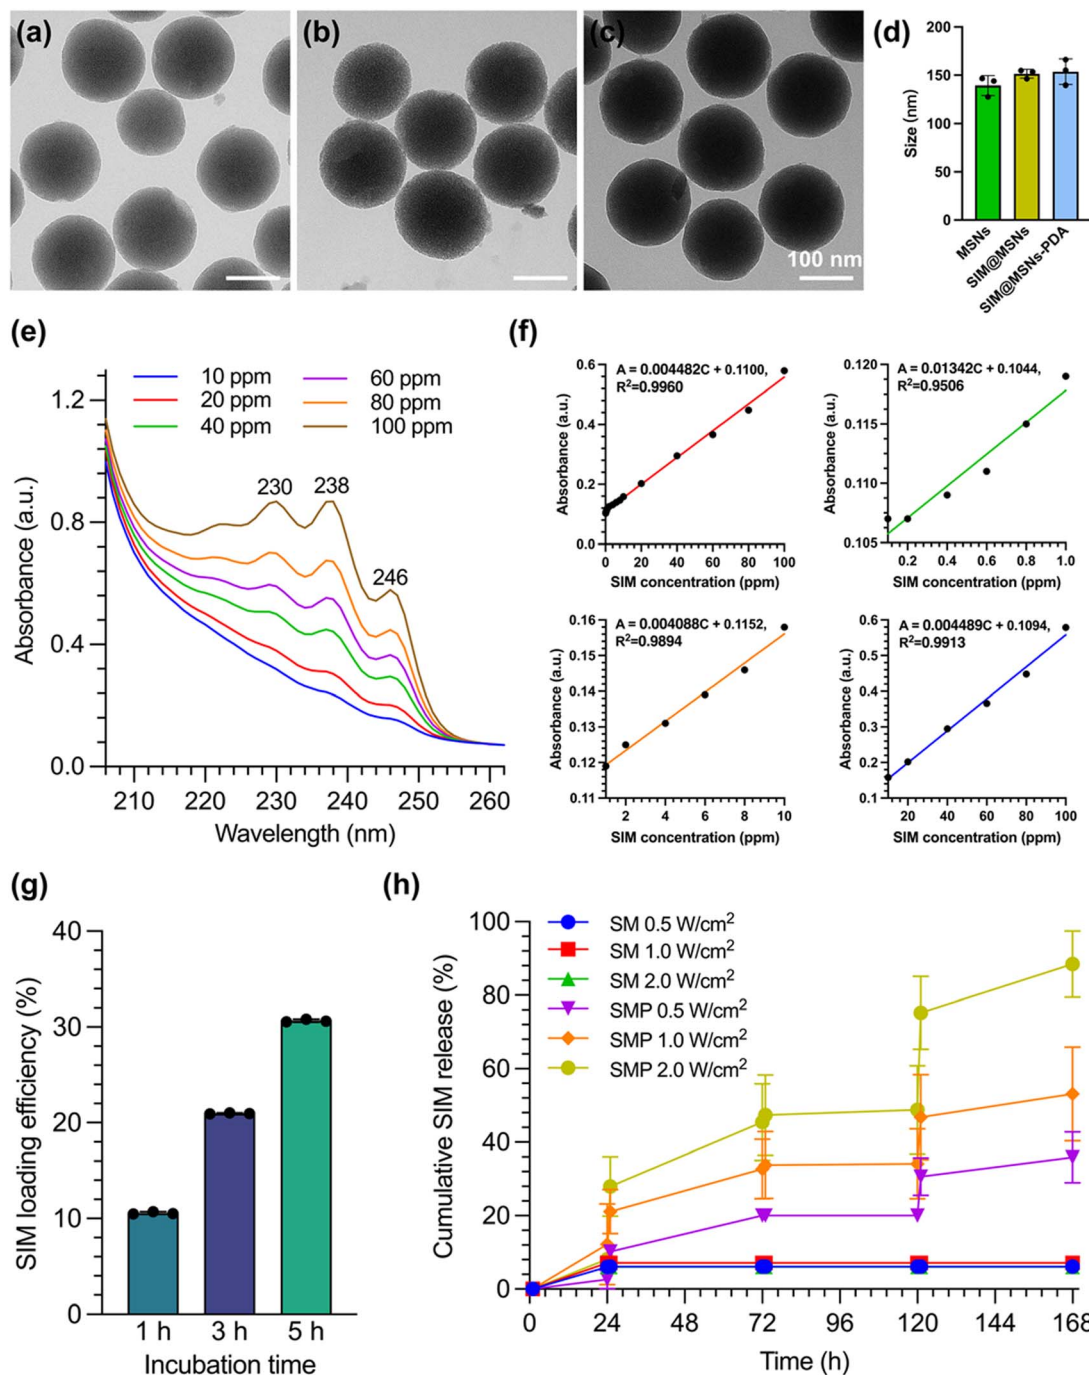 (a)
(b)
(c)
100 nm
(d)
Size (nm)
200
150
100
50
0
MSNs
SIM@MSNs
SIM@MSNs-PDA
(e)
10 ppm
20 ppm
40 ppm
60 ppm
80 ppm
100 ppm
230
238
246
Absorbance (a.u.)
1.2
0.8
0.4
0.0
210 220 230 240 250 260
Wavelength (nm)
(f)
A = 0.004482C + 0.1100,
R²=0.9960
Absorbance (a.u.)
0.6
0.4
0.2
0.0
0 20 40 60 80 100
SIM concentration (ppm)
A = 0.01342C + 0.1044,
R²=0.9506
Absorbance (a.u.)
0.120
0.115
0.110
0.105
0.2 0.4 0.6 0.8 1.0
SIM concentration (ppm)
A = 0.004088C + 0.1152,
R²=0.9894
Absorbance (a.u.)
0.16
0.15
0.14
0.13
0.12
0.11
2 4 6 8 10
SIM concentration (ppm)
A = 0.004489C + 0.1094,
R²=0.9913
Absorbance (a.u.)
0.6
0.5
0.4
0.3
0.2
0.1
20 40 60 80 100
SIM concentration (ppm)
(g)
SIM loading efficiency (%)
40
30
20
10
0
1 h 3 h 5 h
Incubation time
(h)
SM 0.5 W/cm²
SM 1.0 W/cm²
SM 2.0 W/cm²
SMP 0.5 W/cm²
SMP 1.0 W/cm²
SMP 2.0 W/cm²
Cumulative SIM release (%)
100
80
60
40
20
0
0 24 48 72 96 120 144 168
Time (h)